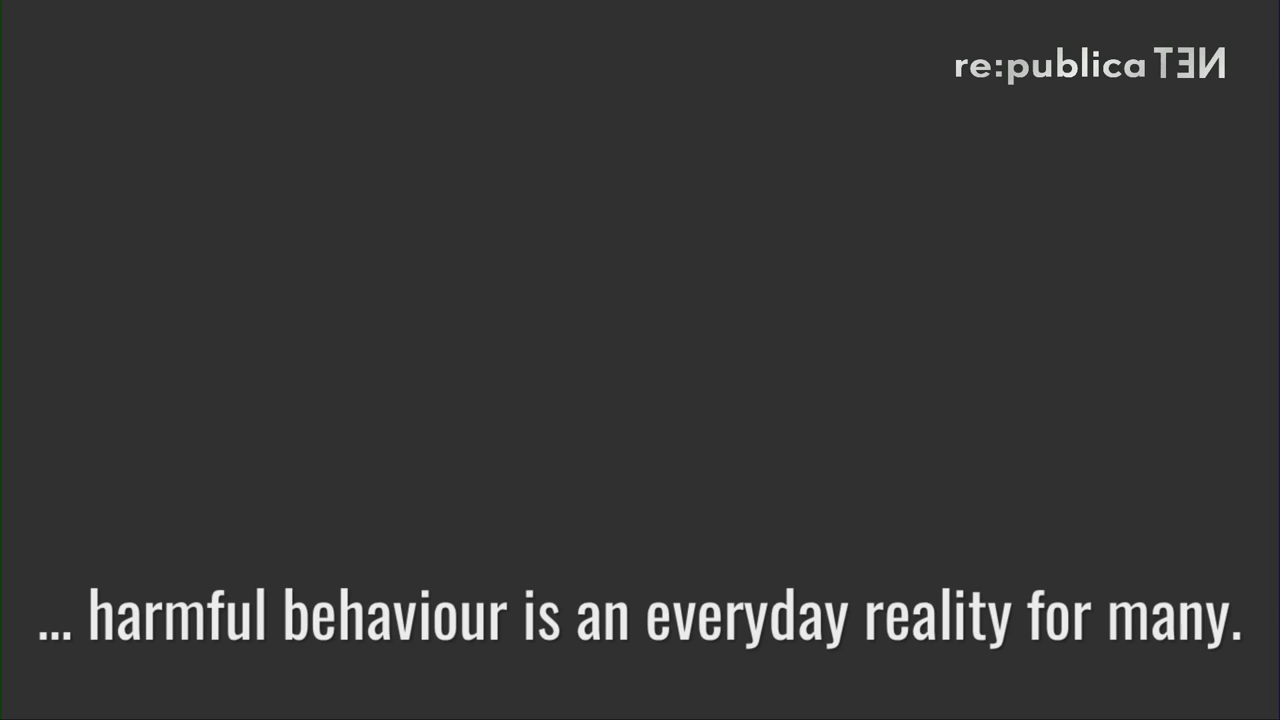 re:publica TEN
... harmful behaviour is an everyday reality for many.